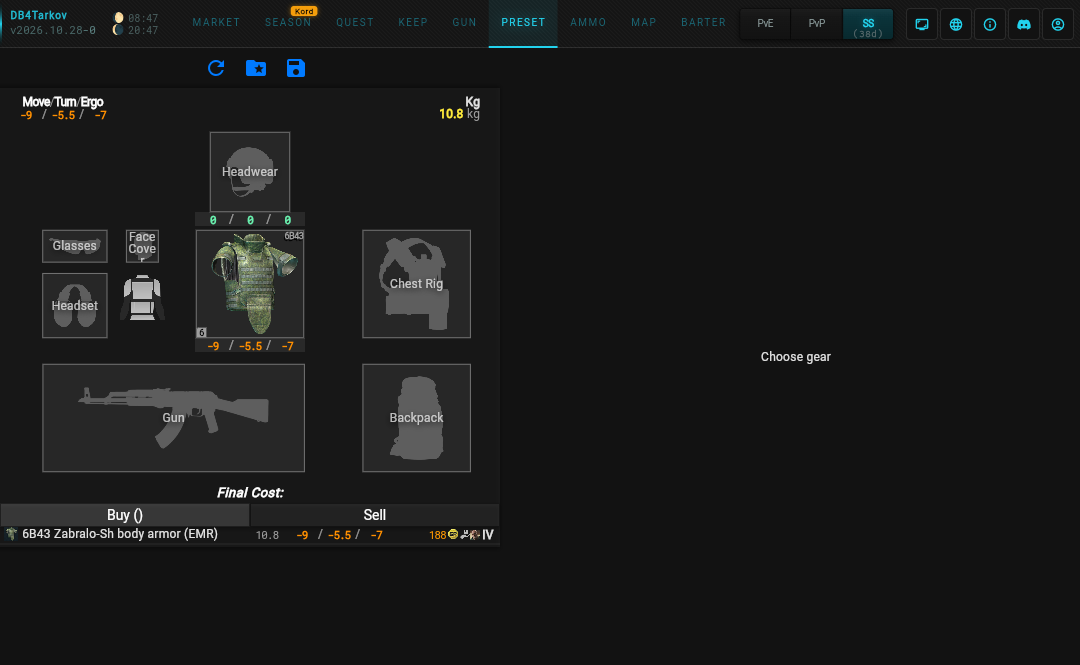 DB4Tarkov
v2026.10.28-0
08:47
20:47
MARKET
SEASON
Kord
QUEST
KEEP
GUN
PRESET
AMMO
MAP
BARTER
PvE
PvP
SS
(38d)
Move/Turn/Ergo
-9 / -5.5 / -7
Kg
10.8 kg
Headwear
0 / 0 / 0
Glasses
Face
Cove
r
6B43
6
Headset
Chest Rig
-9 / -5.5 / -7
Gun
Backpack
Final Cost:
Buy ()
Sell
6B43 Zabralo-Sh body armor (EMR) 10.8 -9 / -5.5 / -7 188 IV
Choose gear